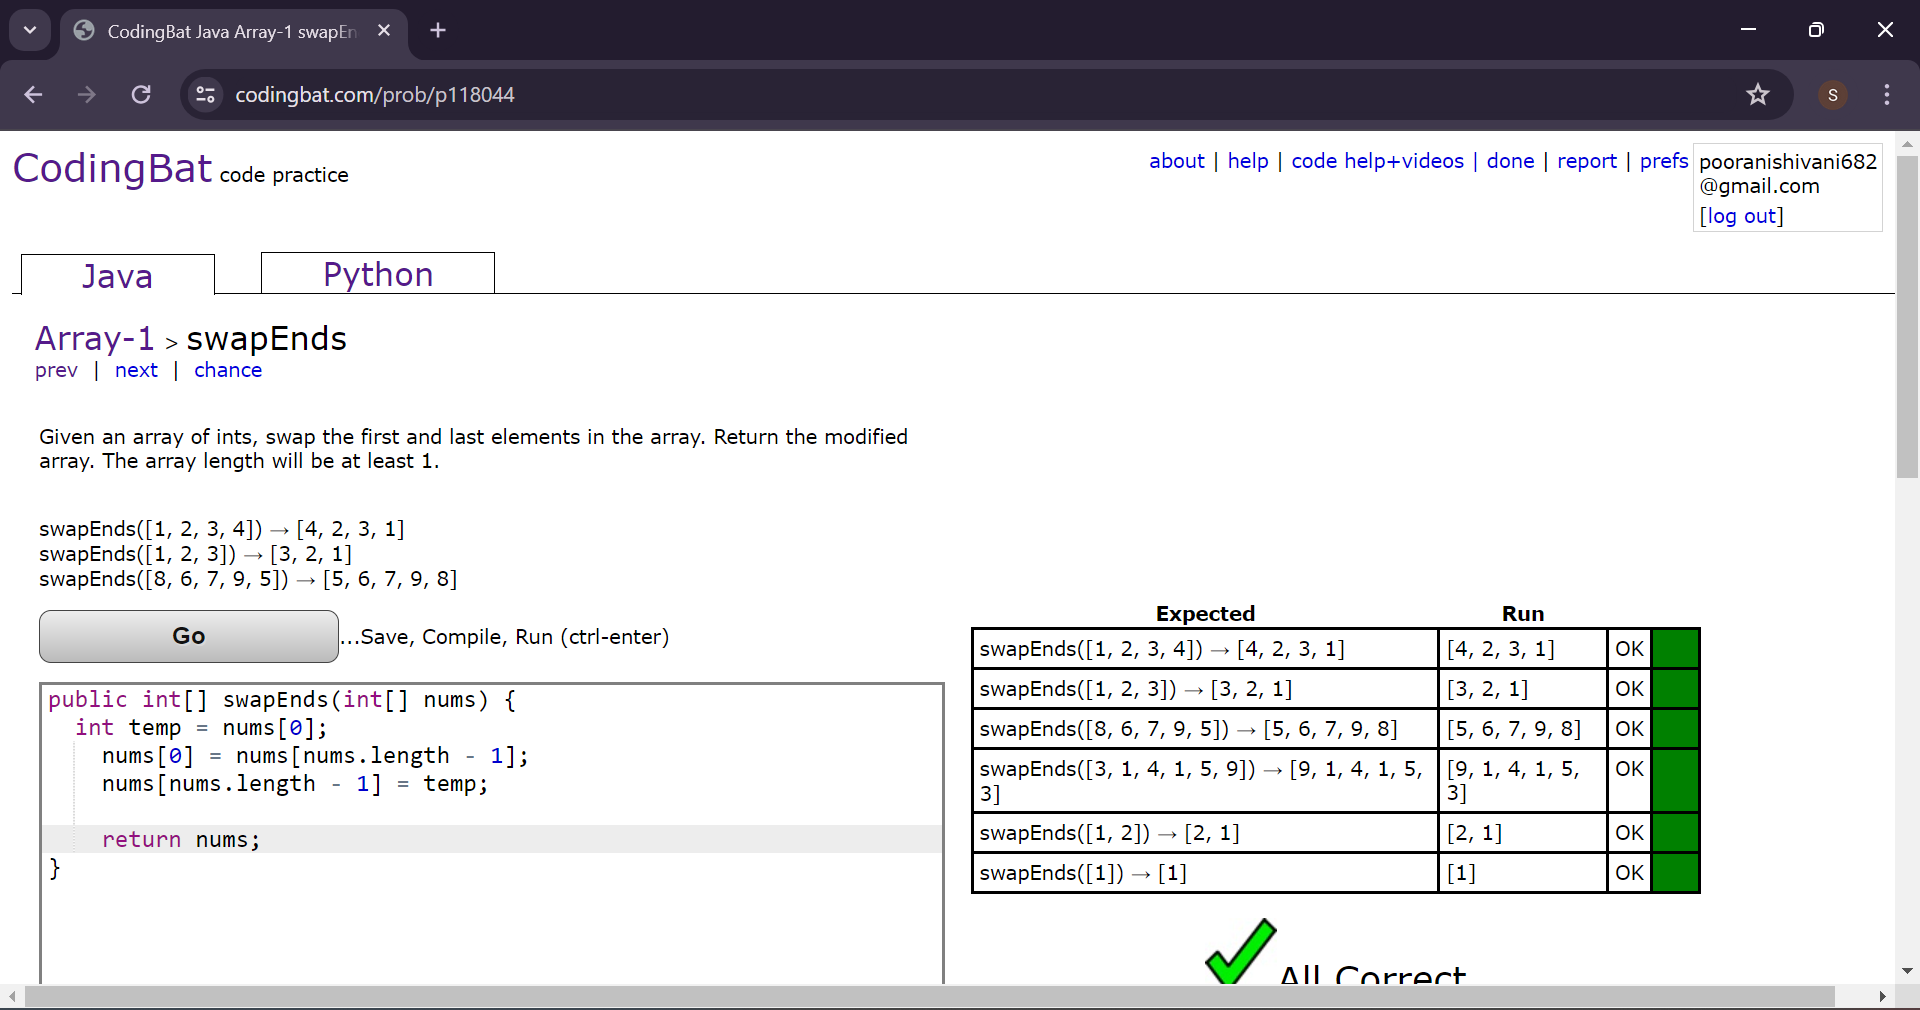 CodingBat Java Array-1 swapEn
codingbat.com/prob/p118044
S
CodingBat code practice
about | help | code help+videos | done | report | prefs
pooranishivani682
@gmail.com
[log out]
Java
Python
Array-1 > swapEnds
prev | next | chance
Given an array of ints, swap the first and last elements in the array. Return the modified
array. The array length will be at least 1.
swapEnds([1, 2, 3, 4]) → [4, 2, 3, 1]
swapEnds([1, 2, 3]) → [3, 2, 1]
swapEnds([8, 6, 7, 9, 5]) → [5, 6, 7, 9, 8]
Go
...Save, Compile, Run (ctrl-enter)
public int[] swapEnds(int[] nums) {
  int temp = nums[0];
    nums[0] = nums[nums.length - 1];
    nums[nums.length - 1] = temp;
    return nums;
}
Expected Run
swapEnds([1, 2, 3, 4]) → [4, 2, 3, 1] [4, 2, 3, 1] OK
swapEnds([1, 2, 3]) → [3, 2, 1] [3, 2, 1] OK
swapEnds([8, 6, 7, 9, 5]) → [5, 6, 7, 9, 8] [5, 6, 7, 9, 8] OK
swapEnds([3, 1, 4, 1, 5, 9]) → [9, 1, 4, 1, 5, [9, 1, 4, 1, 5, OK
3] 3]
swapEnds([1, 2]) → [2, 1] [2, 1] OK
swapEnds([1]) → [1] [1] OK
All Correct